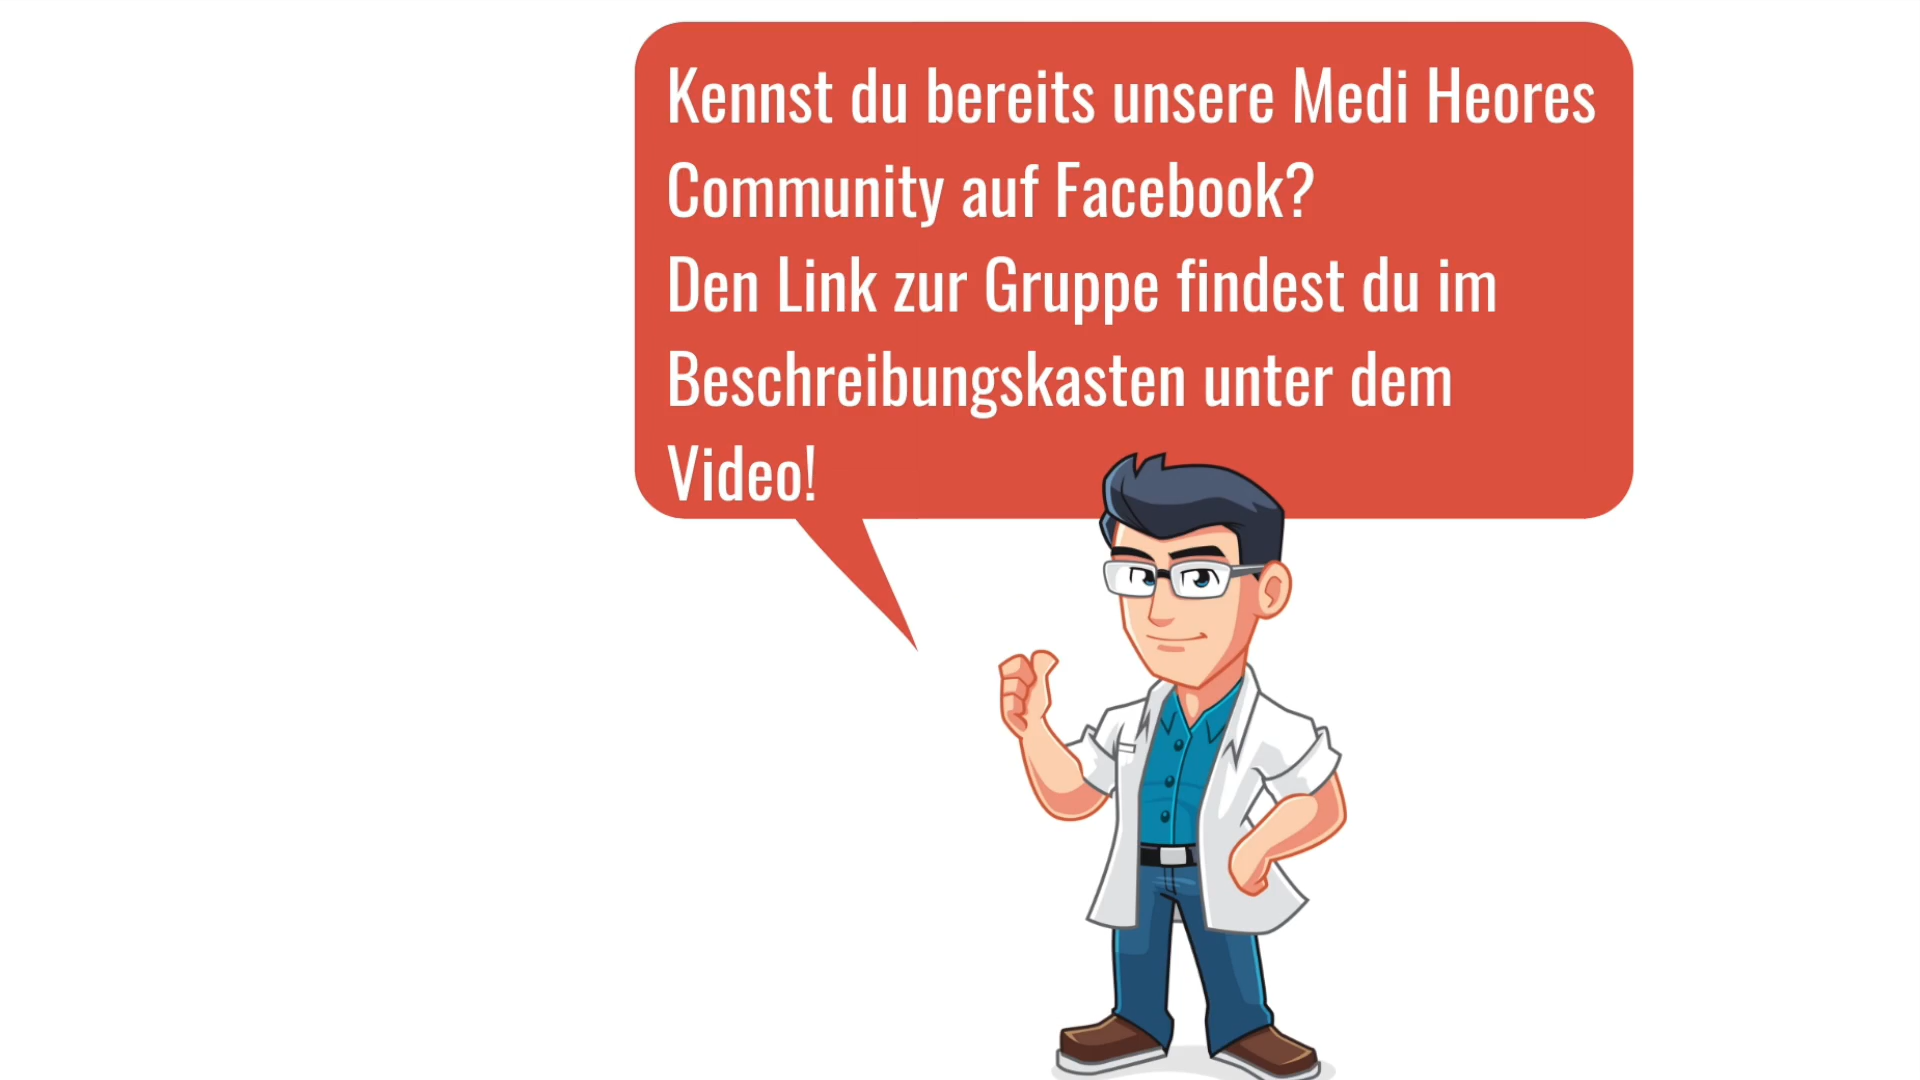 Kennst du bereits unsere Medi Heores
Community auf Facebook?
Den Link zur Gruppe findest du im
Beschreibungskasten unter dem
Video!